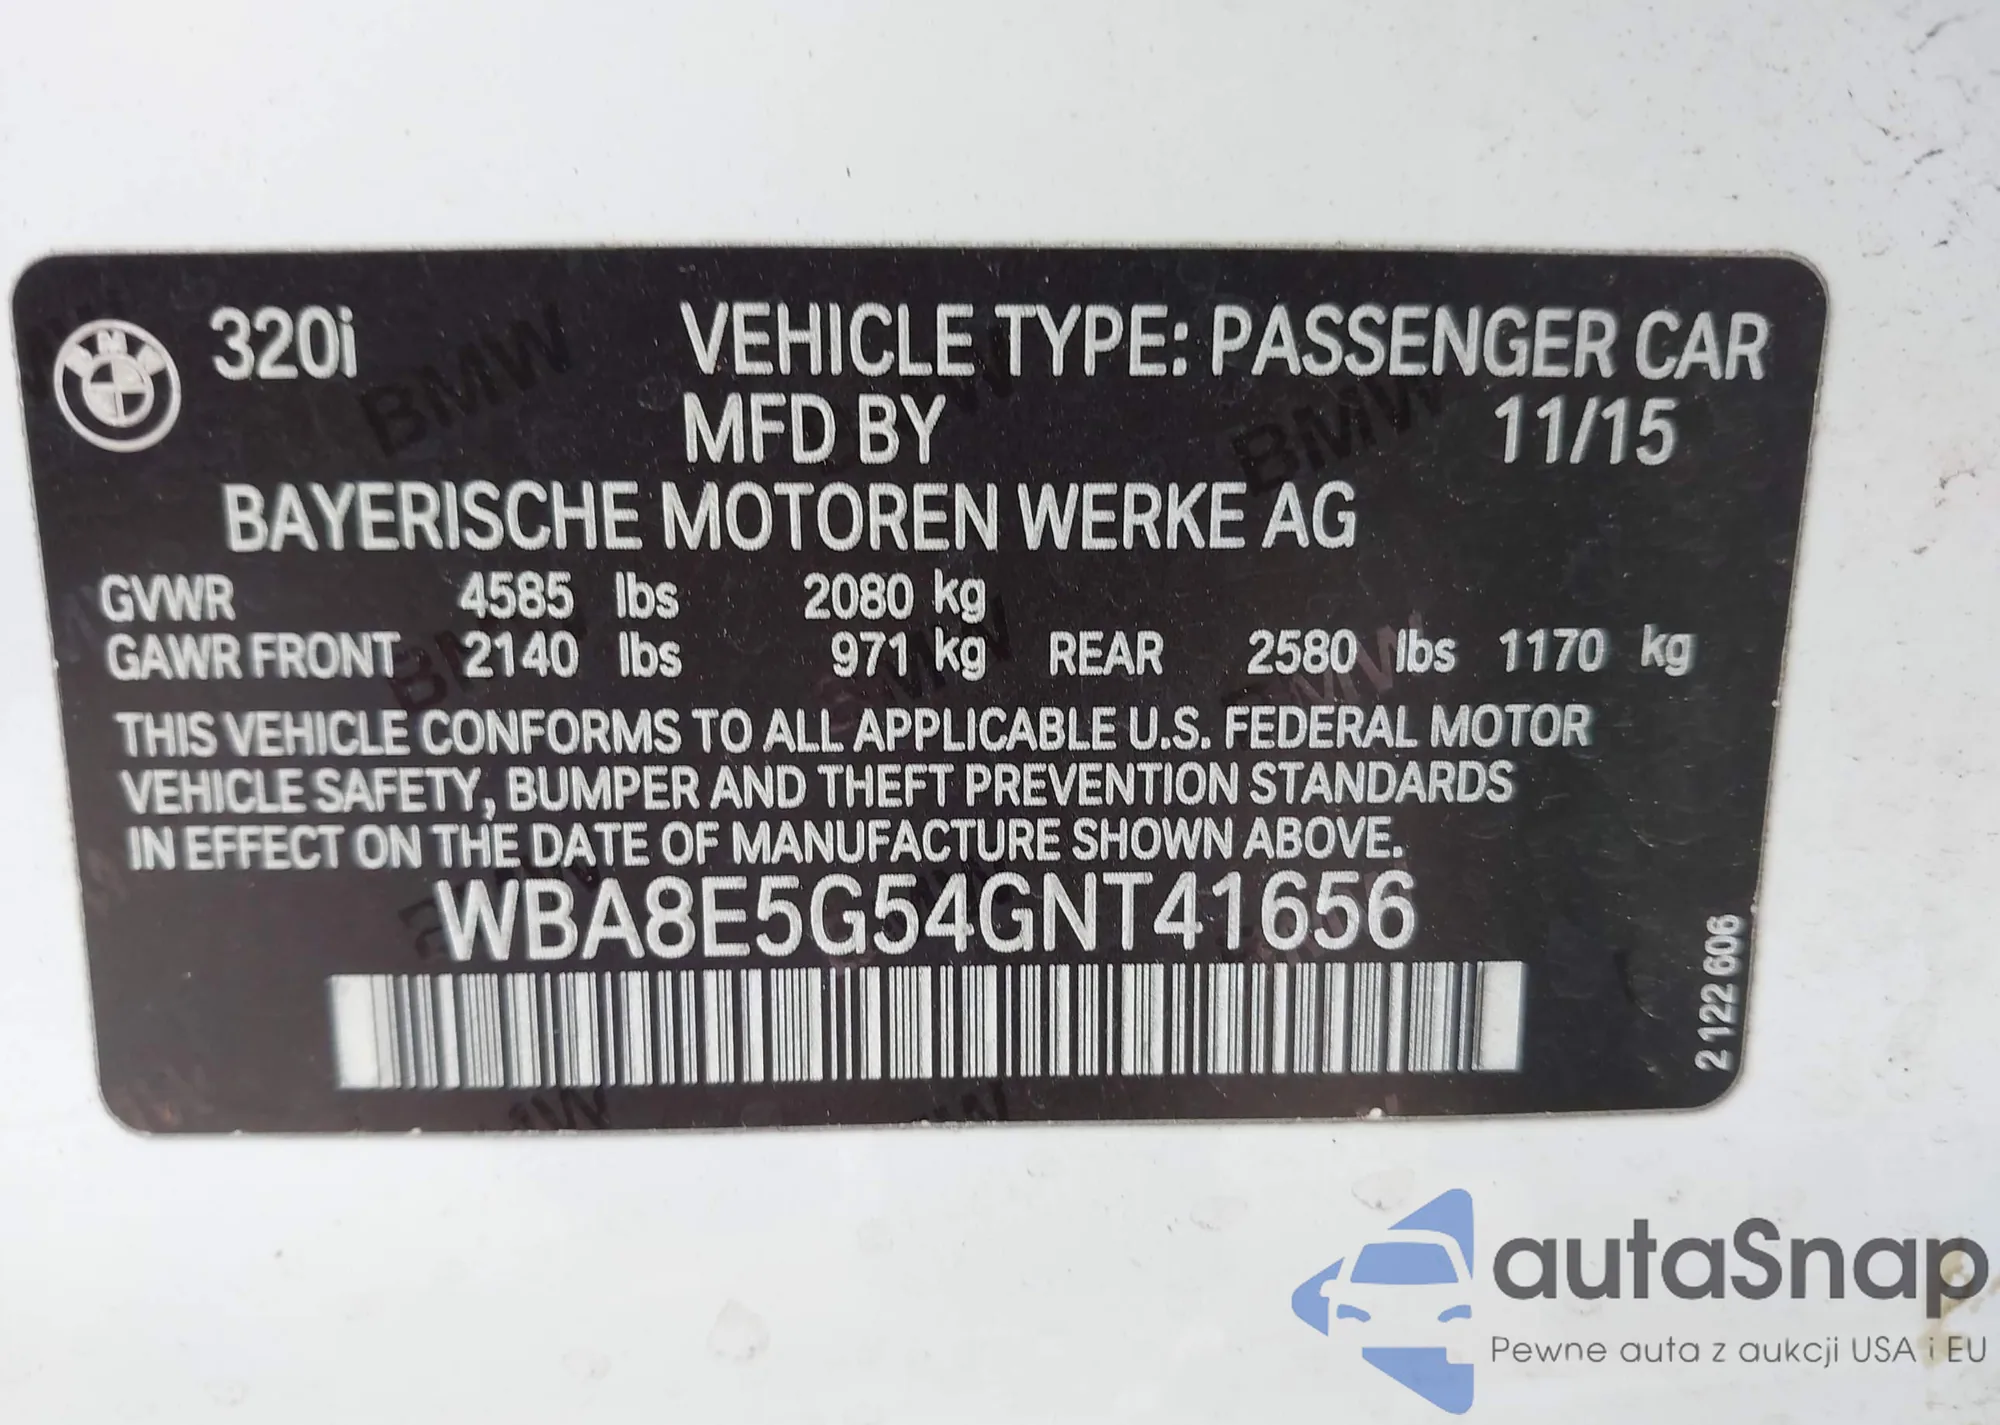 320i VEHICLE TYPE: PASSENGER CAR
MFD BY 11/15
BAYERISCHE MOTOREN WERKE AG
GVWR 4585 lbs 2080 kg
GAWR FRONT 2140 lbs 971 kg REAR 2580 lbs 1170 kg
THIS VEHICLE CONFORMS TO ALL APPLICABLE U.S. FEDERAL MOTOR
VEHICLE SAFETY, BUMPER AND THEFT PREVENTION STANDARDS
IN EFFECT ON THE DATE OF MANUFACTURE SHOWN ABOVE.
WBA8E5G54GNT41656
2 122 606
autaSnap
Pewne auta z aukcji USA i EU